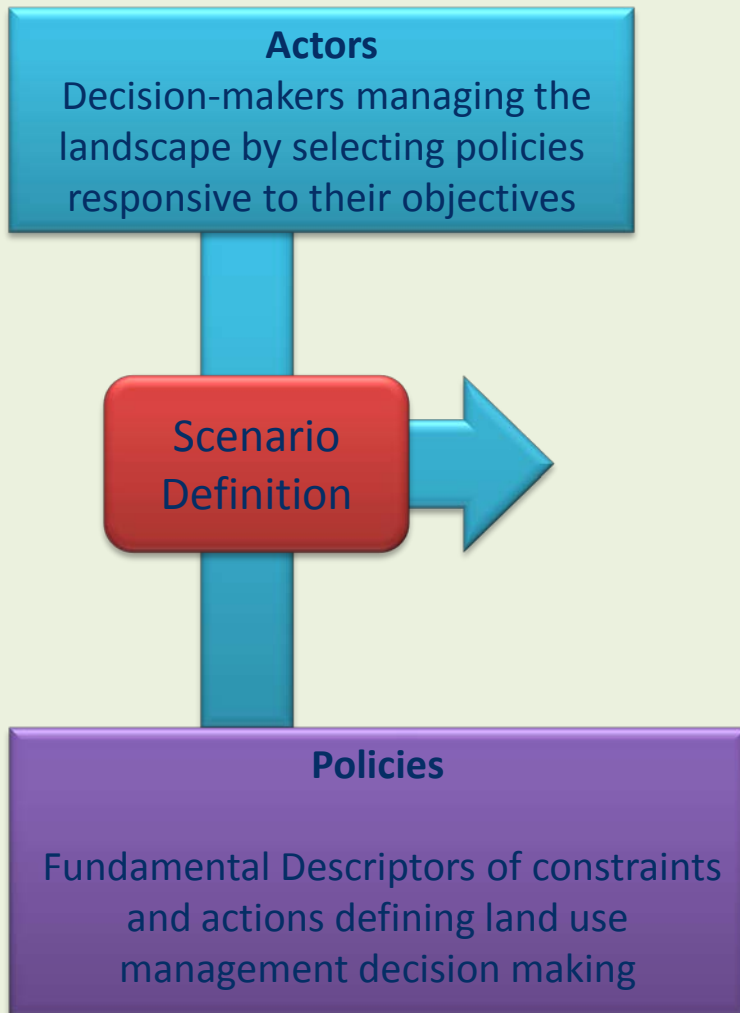 Actors
Decision-makers managing the
landscape by selecting policies
responsive to their objectives
Scenario
Definition
Policies
Fundamental Descriptors of constraints
and actions defining land use
management decision making